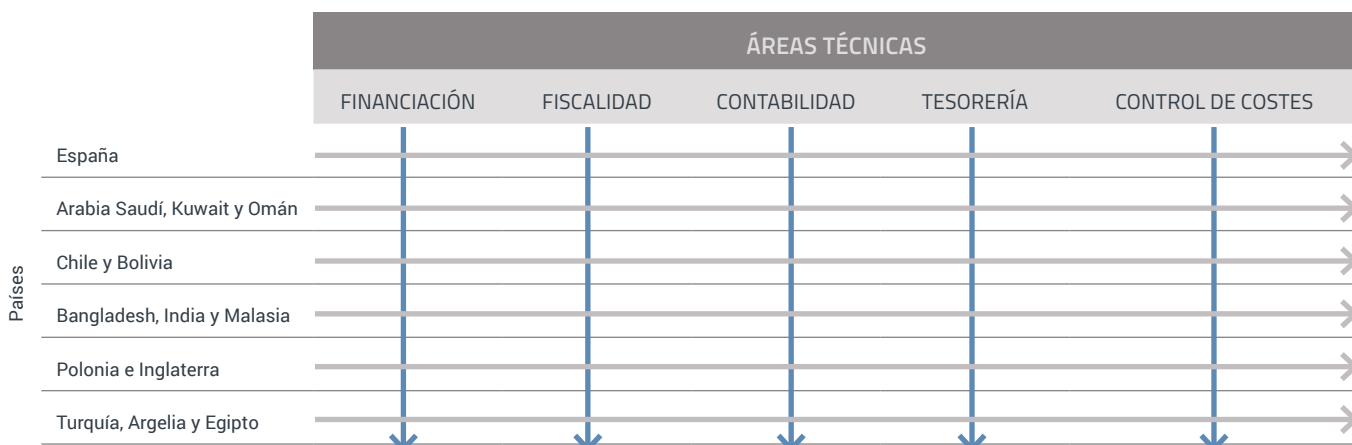 ÁREAS TÉCNICAS
FINANCIACIÓN FISCALIDAD CONTABILIDAD TESORERÍA CONTROL DE COSTES
Países
España
Arabia Saudí, Kuwait y Omán
Chile y Bolivia
Bangladesh, India y Malasia
Polonia e Inglaterra
Turquía, Argelia y Egipto